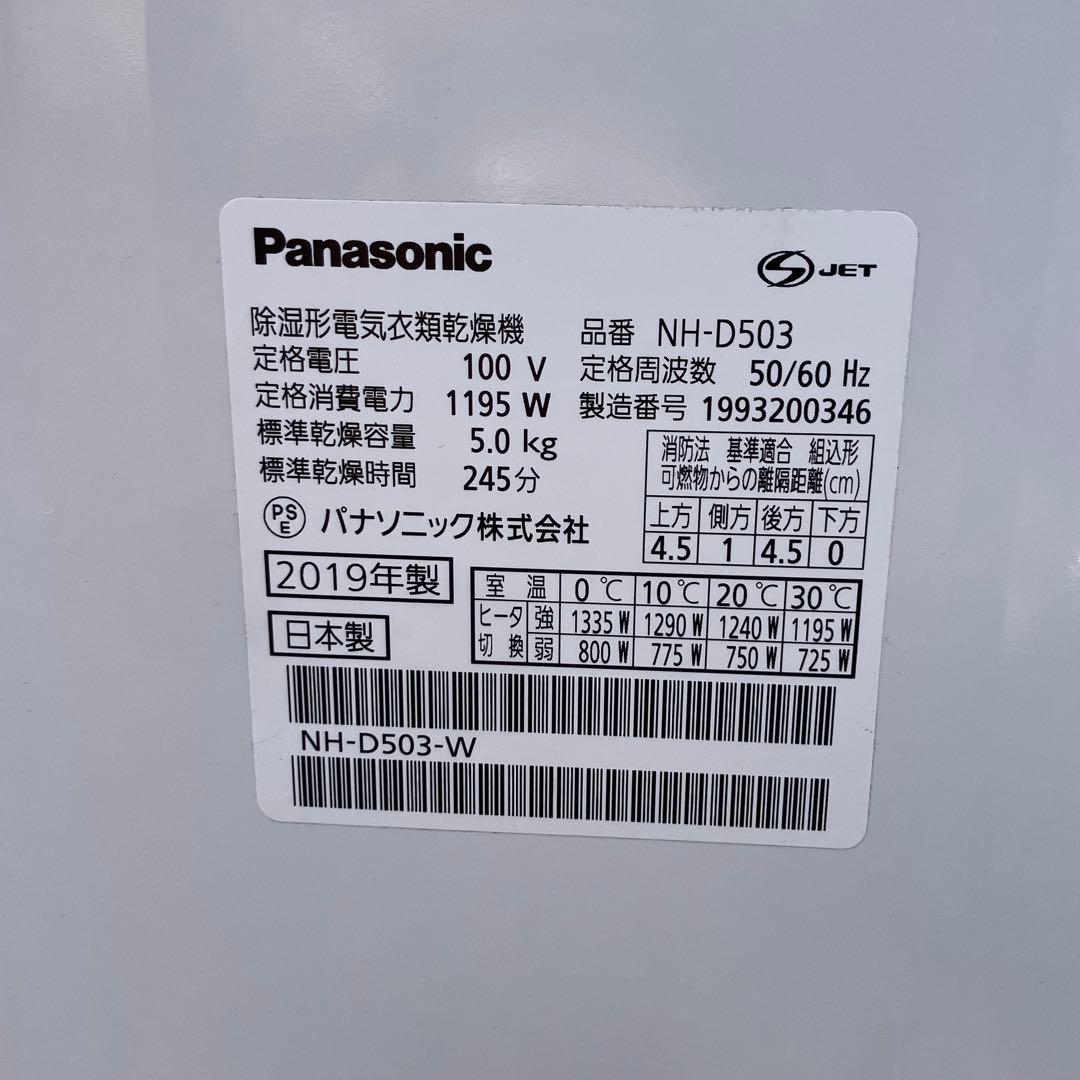 Panasonic
S JET
除湿形電気衣類乾燥機 品番 NH-D503
定格電圧 100 V 定格周波数 50/60 Hz
定格消費電力 1195 W 製造番号 1993200346
標準乾燥容量 5.0 kg
標準乾燥時間 245分
消防法 基準適合 組込形
可燃物からの離隔距離(cm)
上方 側方 後方 下方
4.5 1 4.5 0
PS
E パナソニック株式会社
2019年製
日本製
室温 0℃ 10℃ 20℃ 30℃
ヒータ 強 1335 W 1290 W 1240 W 1195 W
切換 弱 800 W 775 W 750 W 725 W
NH-D503-W